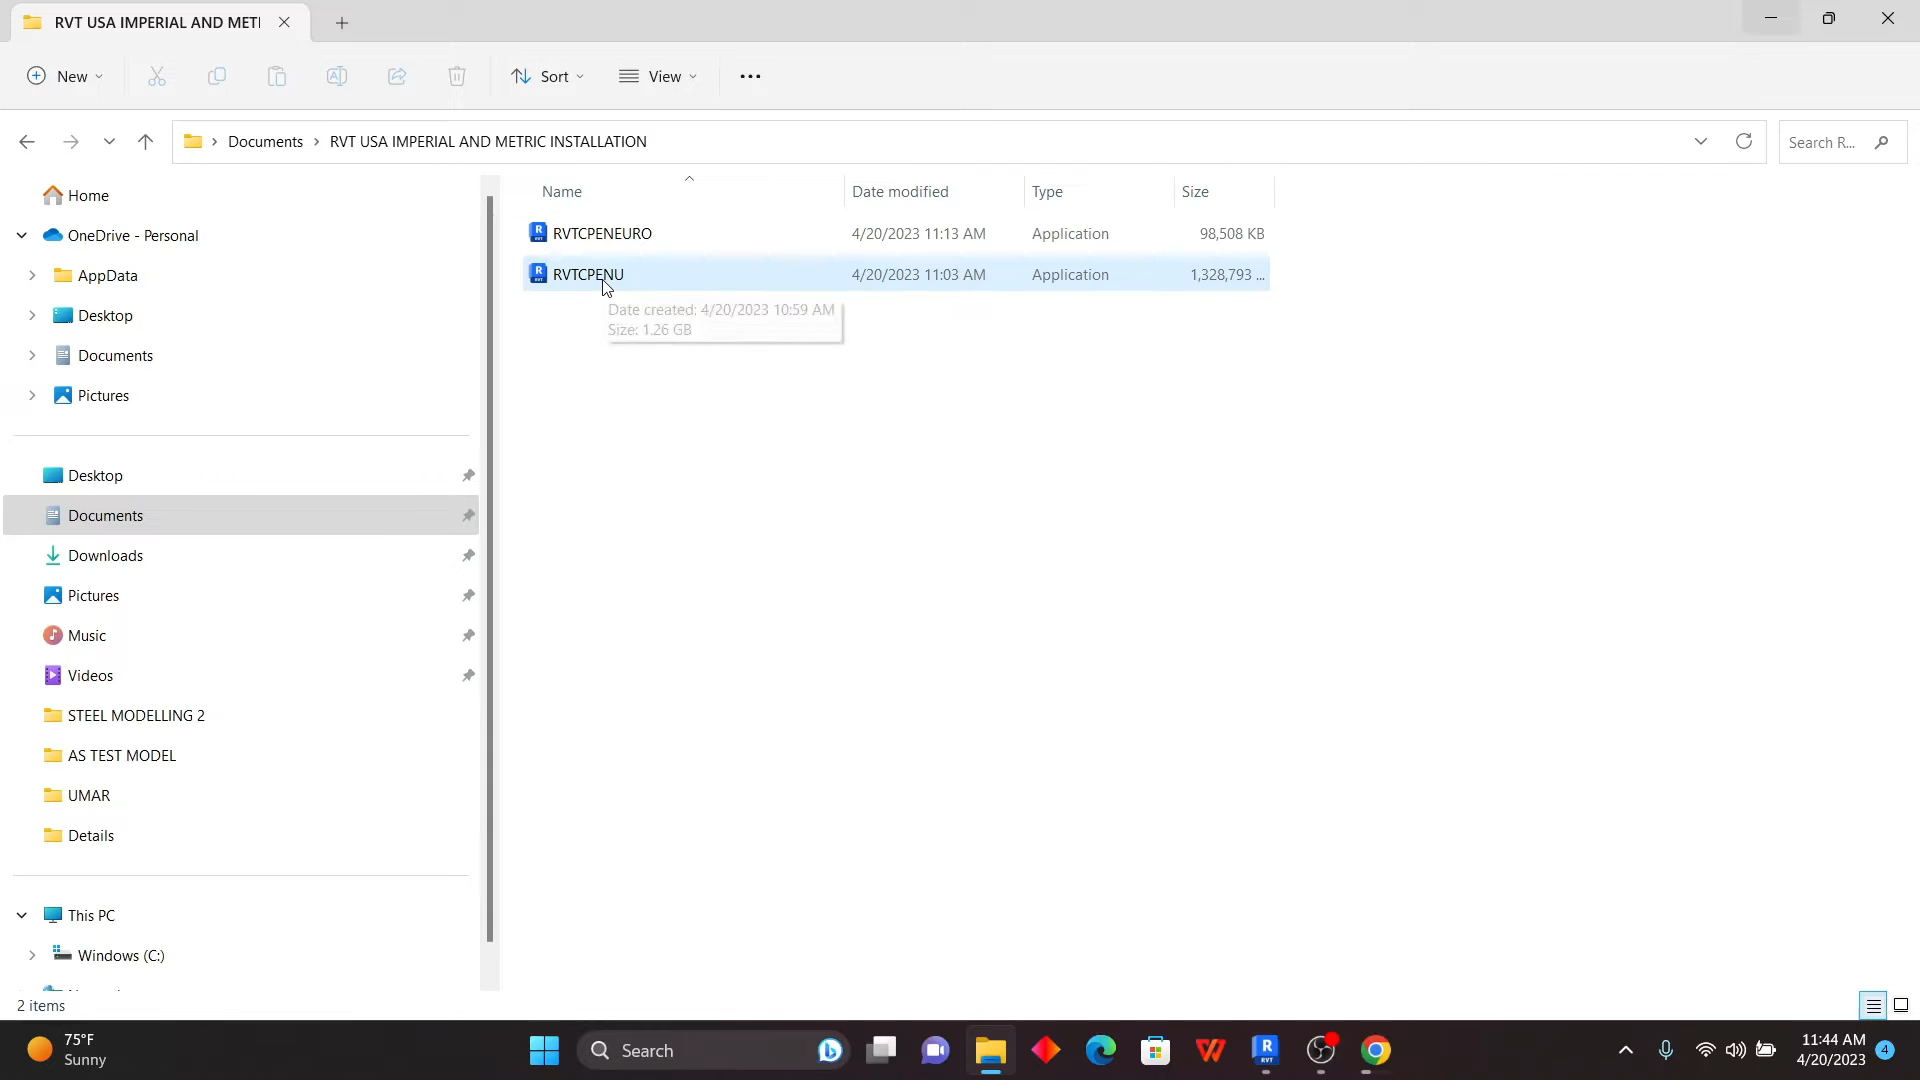 RVT USA IMPERIAL AND METI
New
Sort
View
Documents
RVT USA IMPERIAL AND METRIC INSTALLATION
Search R...
Home
OneDrive - Personal
AppData
Desktop
Documents
Pictures
Desktop
Documents
Downloads
Pictures
Music
Videos
STEEL MODELLING 2
AS TEST MODEL
UMAR
Details
This PC
Windows (C:)
Name Date modified Type Size
RVTCPENEURO 4/20/2023 11:13 AM Application 98,508 KB
RVTCPENU 4/20/2023 11:03 AM Application 1,328,793 ...
Date created: 4/20/2023 10:59 AM
Size: 1.26 GB
2 items
75°F
Sunny
Search
11:44 AM
4/20/2023
4